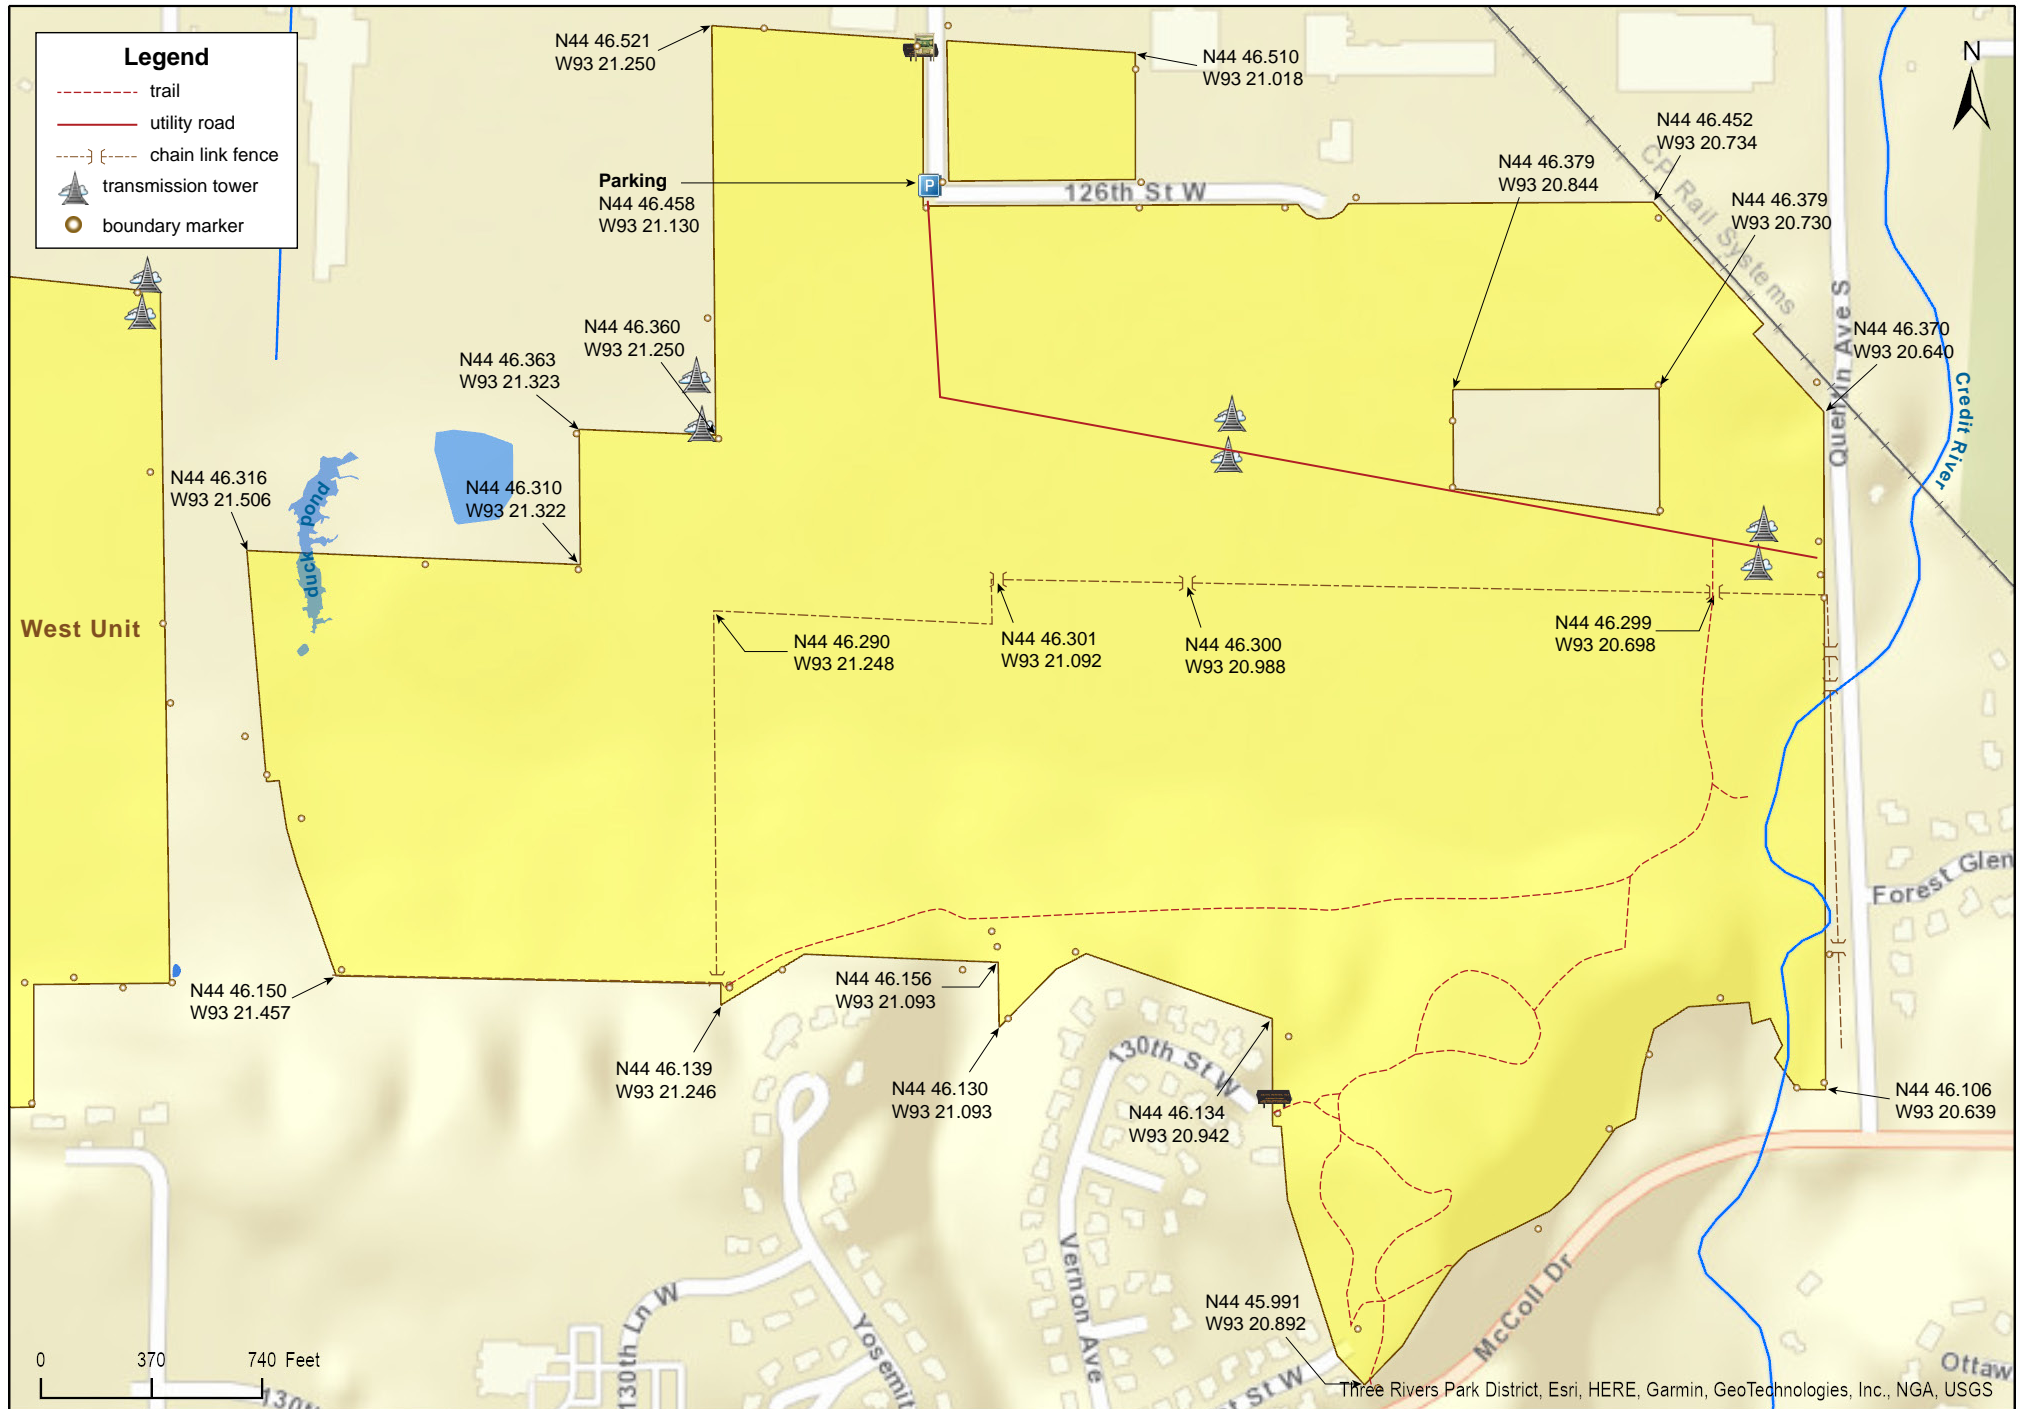 Legend
trail
utility road
chain link fence
transmission tower
boundary marker
N
N44 46.521
W93 21.250
N44 46.510
W93 21.018
N44 46.452
W93 20.734
N44 46.379
W93 20.844
N44 46.379
W93 20.730
Parking
N44 46.458
W93 21.130
P
126th St W
CP Rail Systems
Quentin Ave S
N44 46.370
W93 20.640
Credit River
N44 46.360
W93 21.250
N44 46.363
W93 21.323
N44 46.316
W93 21.506
N44 46.310
W93 21.322
duck pond
West Unit
N44 46.290
W93 21.248
N44 46.301
W93 21.092
N44 46.300
W93 20.988
N44 46.299
W93 20.698
Forest Glen
N44 46.150
W93 21.457
N44 46.156
W93 21.093
N44 46.139
W93 21.246
N44 46.130
W93 21.093
130th St W
N44 46.134
W93 20.942
N44 46.106
W93 20.639
Vernon Ave
130th Ln W
Yosemit
N44 45.991
W93 20.892
McColl Dr
St W
Ottaw
0 370 740 Feet
Three Rivers Park District, Esri, HERE, Garmin, GeoTechnologies, Inc., NGA, USGS